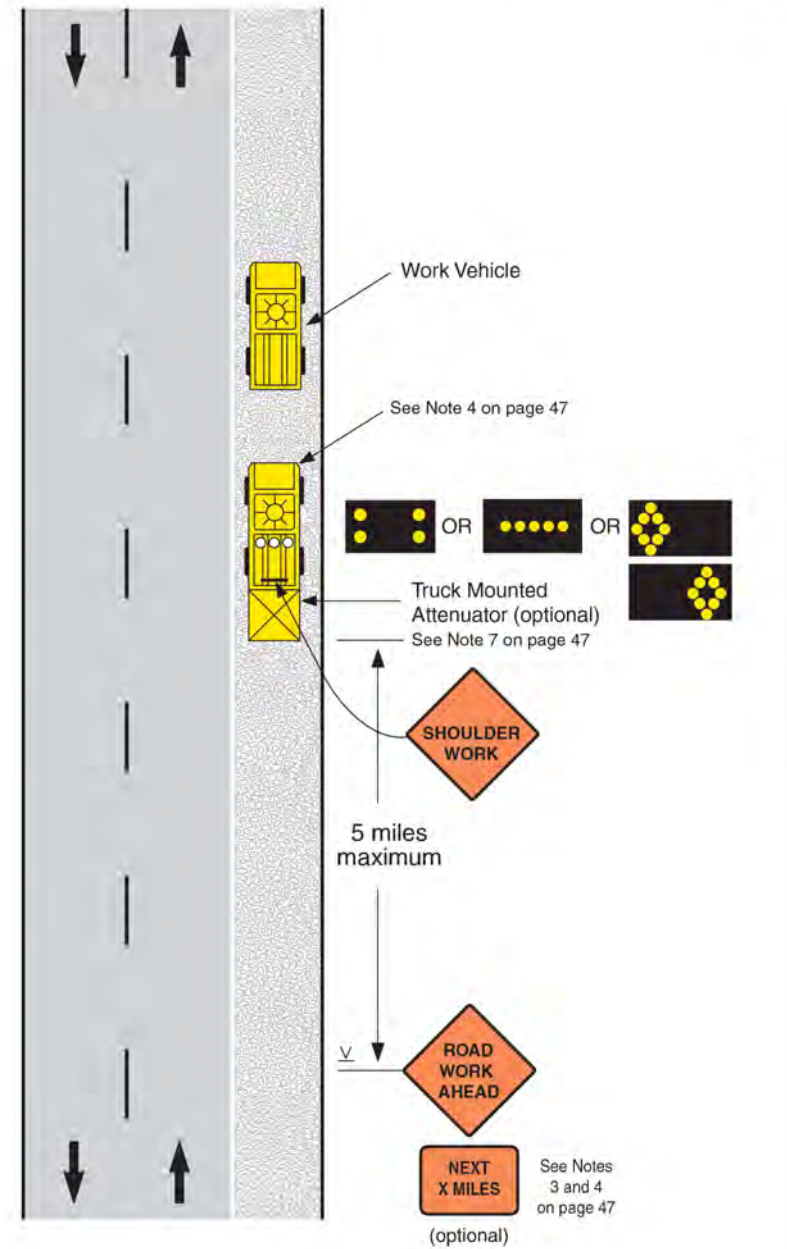 Work Vehicle
See Note 4 on page 47
OR
OR
Truck Mounted
Attenuator (optional)
See Note 7 on page 47
SHOULDER
WORK
5 miles
maximum
ROAD
WORK
AHEAD
NEXT
X MILES
(optional)
See Notes
3 and 4
on page 47